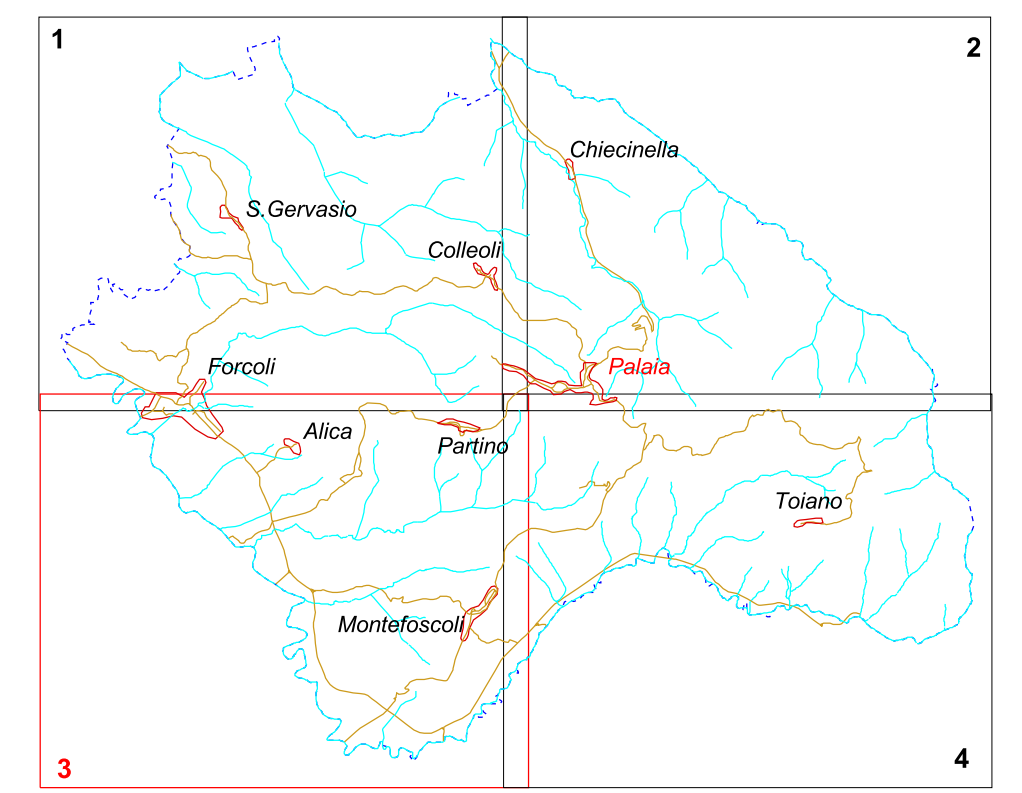 1
2
Chiecinella
S.Gervasio
Colleoli
Forcoli
Palaia
Alica
Partino
Toiano
Montefoscoli
3
4